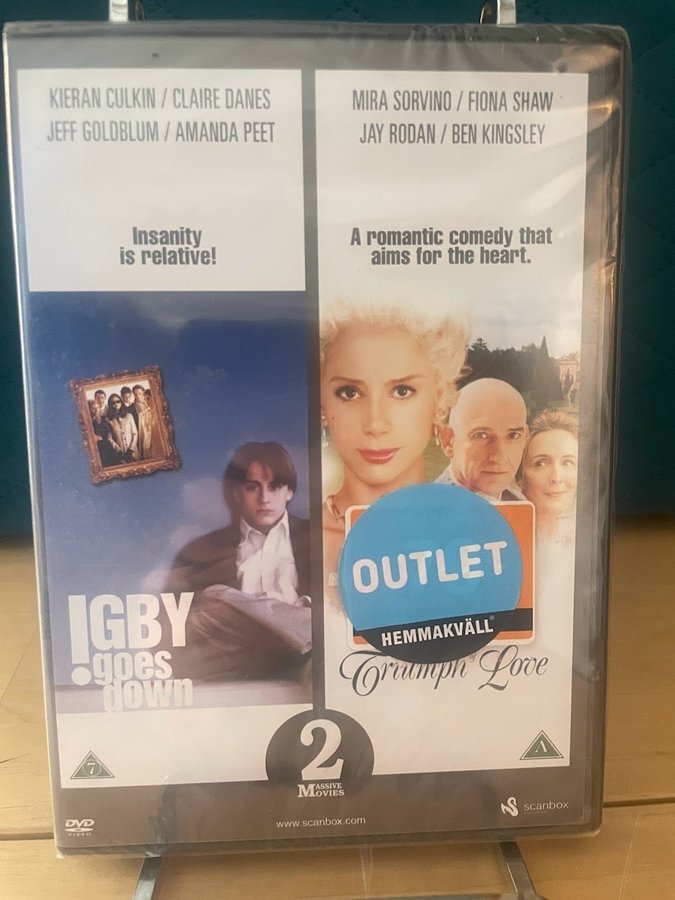 KIERAN CULKIN / CLAIRE DANES
JEFF GOLDBLUM / AMANDA PEET
Insanity
is relative!
IGBY
goes
down
7
MIRA SORVINO / FIONA SHAW
JAY RODAN / BEN KINGSLEY
A romantic comedy that
aims for the heart.
OUTLET
HEMMAKVÄLL
Triumph of Love
A
2
MASSIVE
MOVIES
DVD
VIDEO
www.scanbox.com
scanbox